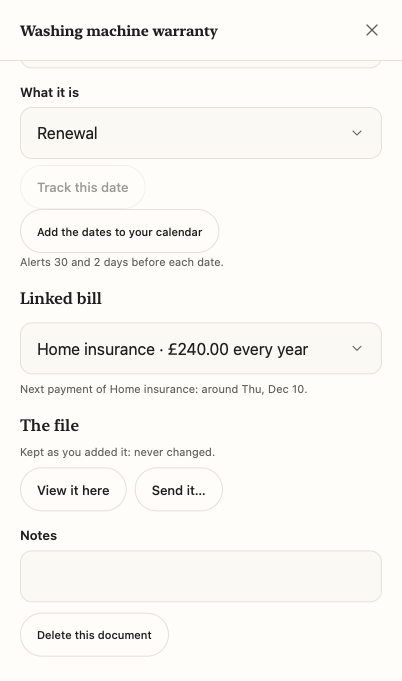 Washing machine warranty
What it is
Renewal
Track this date
Add the dates to your calendar
Alerts 30 and 2 days before each date.
Linked bill
Home insurance · £240.00 every year
Next payment of Home insurance: around Thu, Dec 10.
The file
Kept as you added it: never changed.
View it here
Send it...
Notes
Delete this document